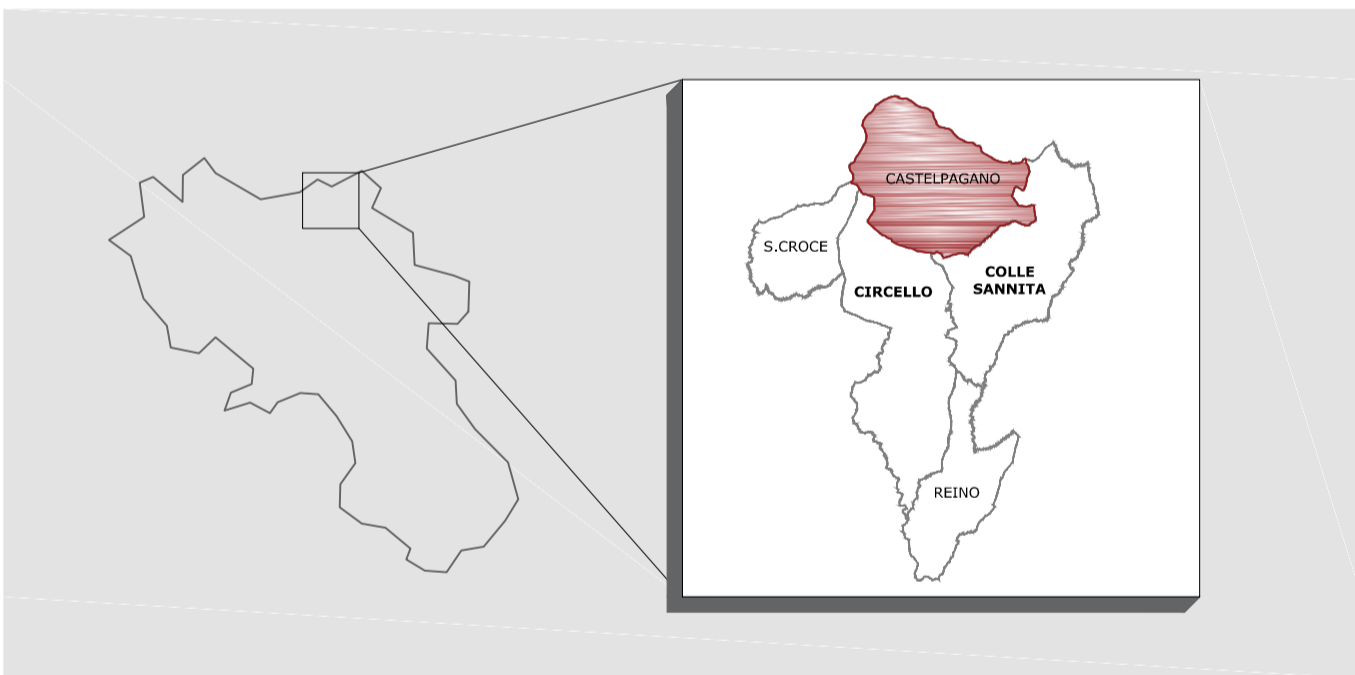 CASTELPAGANO
S.CROCE
CIRCELLO
COLLE
SANNITA
REINO